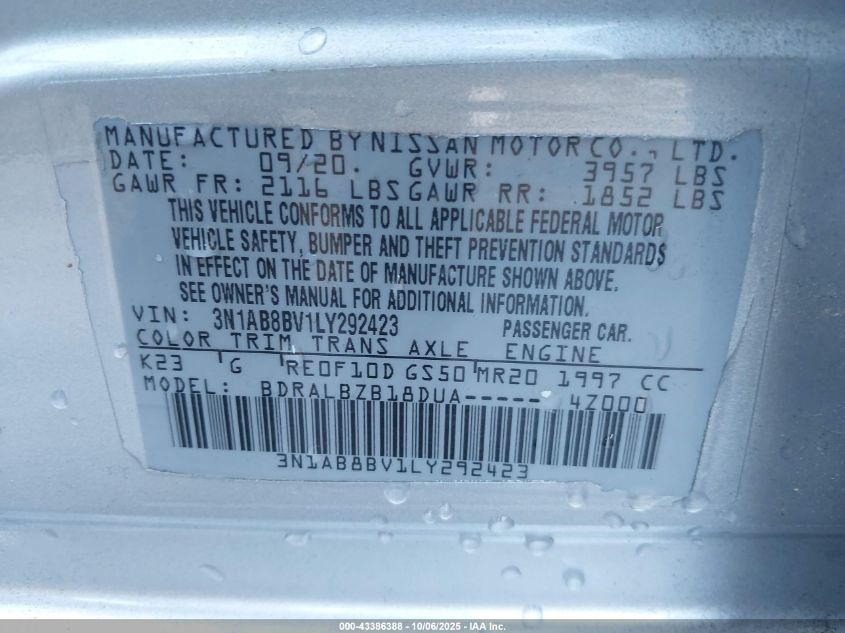 MANUFACTURED BY NISSAN MOTOR CO., LTD.
DATE: 09/20. GVWR: 3957 LBS
GAWR FR: 2116 LBS GAWR RR: 1852 LBS
THIS VEHICLE CONFORMS TO ALL APPLICABLE FEDERAL MOTOR
VEHICLE SAFETY, BUMPER AND THEFT PREVENTION STANDARDS
IN EFFECT ON THE DATE OF MANUFACTURE SHOWN ABOVE.
SEE OWNER'S MANUAL FOR ADDITIONAL INFORMATION.
VIN: 3N1AB8BV1LY292423 PASSENGER CAR.
COLOR TRIM TRANS AXLE ENGINE
K23 G RE0F10D GS50 MR20 1997 CC
MODEL: BDRALBZB18DUA----- 4Z000
3N1AB8BV1LY292423
000-43386388 - 10/06/2025 - IAA Inc.